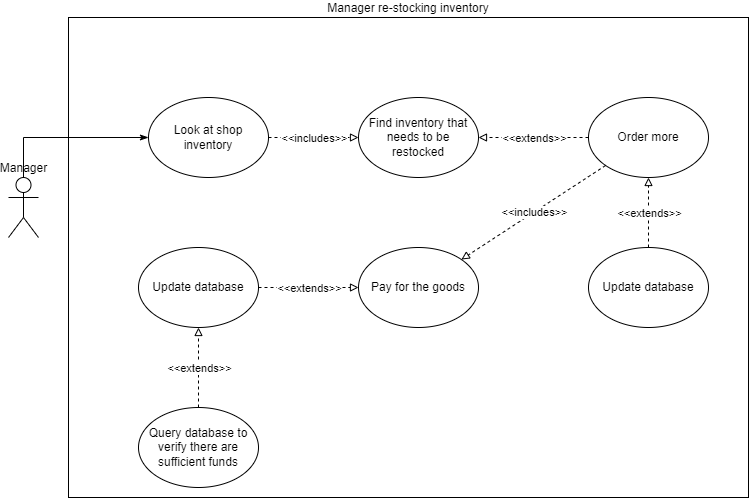 Manager re-stocking inventory
Look at shop
inventory
<<includes>>
Find inventory that
needs to be
restocked
<<extends>>
Order more
Manager
<<includes>>
<<extends>>
Update database
<<extends>>
Pay for the goods
Update database
<<extends>>
Query database to
verify there are
sufficient funds